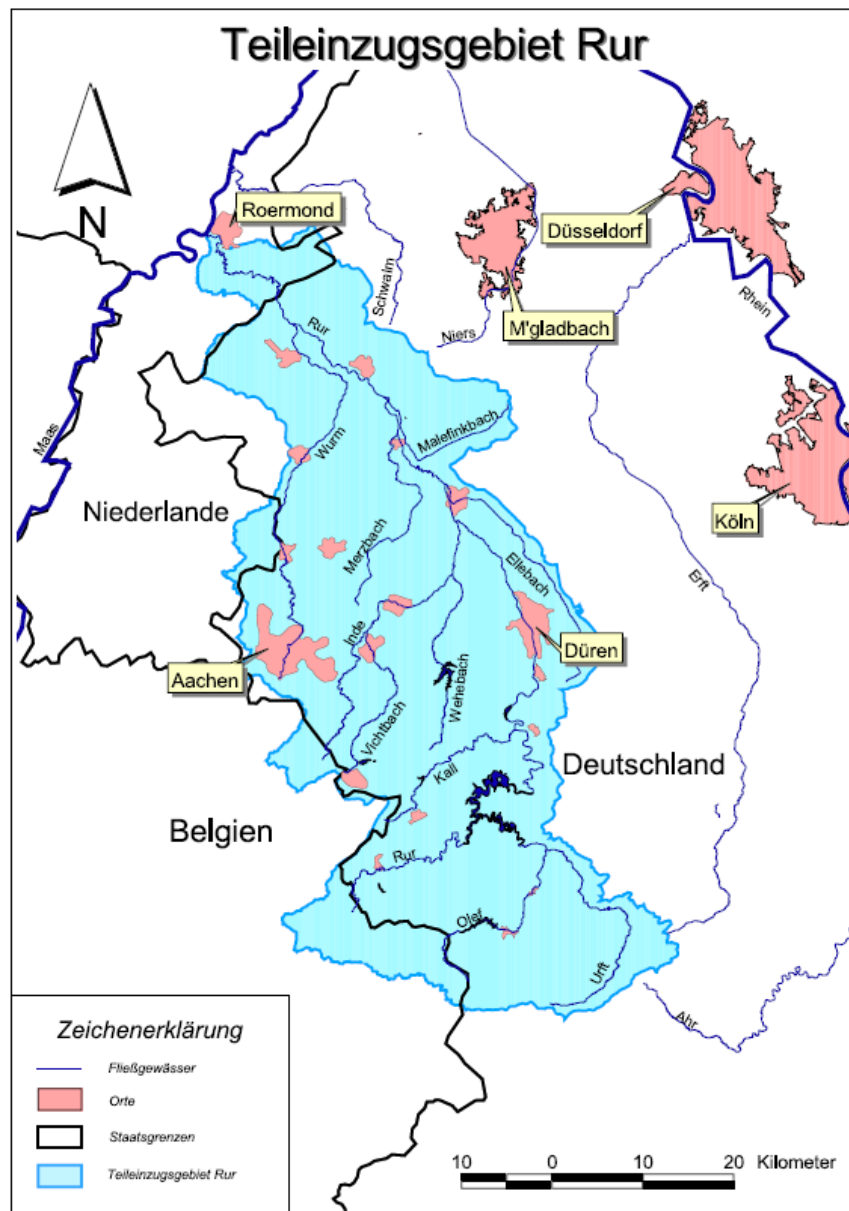 Teileinzugsgebiet Rur
N
Roermond
Düsseldorf
Schwalm
M'gladbach
Niers
Rhein
Rur
Maas
Wurm
Malefinkbach
Niederlande
Köln
Merzbach
Ellebach
Erft
Inde
Düren
Aachen
Wehebach
Vichtbach
Kall
Deutschland
Belgien
Rur
Olef
Urft
Ahr
Zeichenerklärung
Fließgewässer
Orte
Staatsgrenzen
Teileinzugsgebiet Rur
10 0 10 20 Kilometer